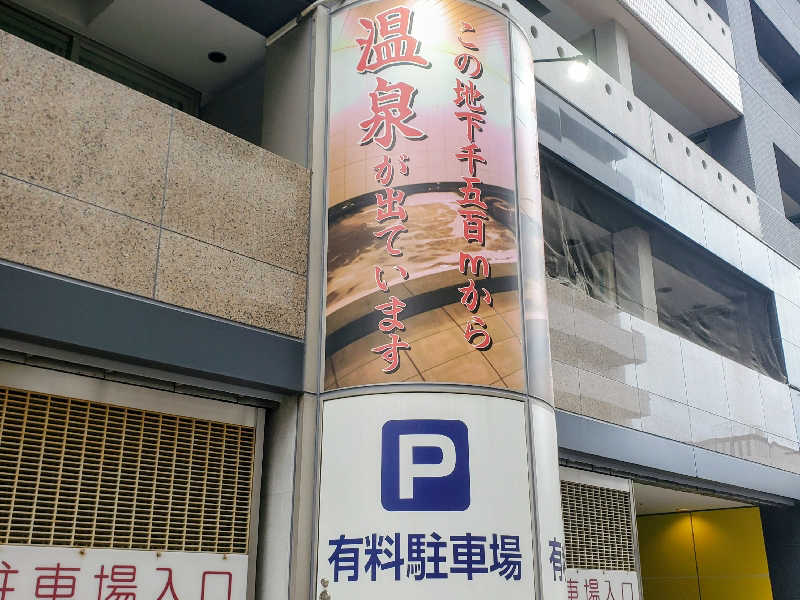 この地下千五百mから
温泉が出ています
P
有料駐車場
有
駐車場入口
駐車場入口